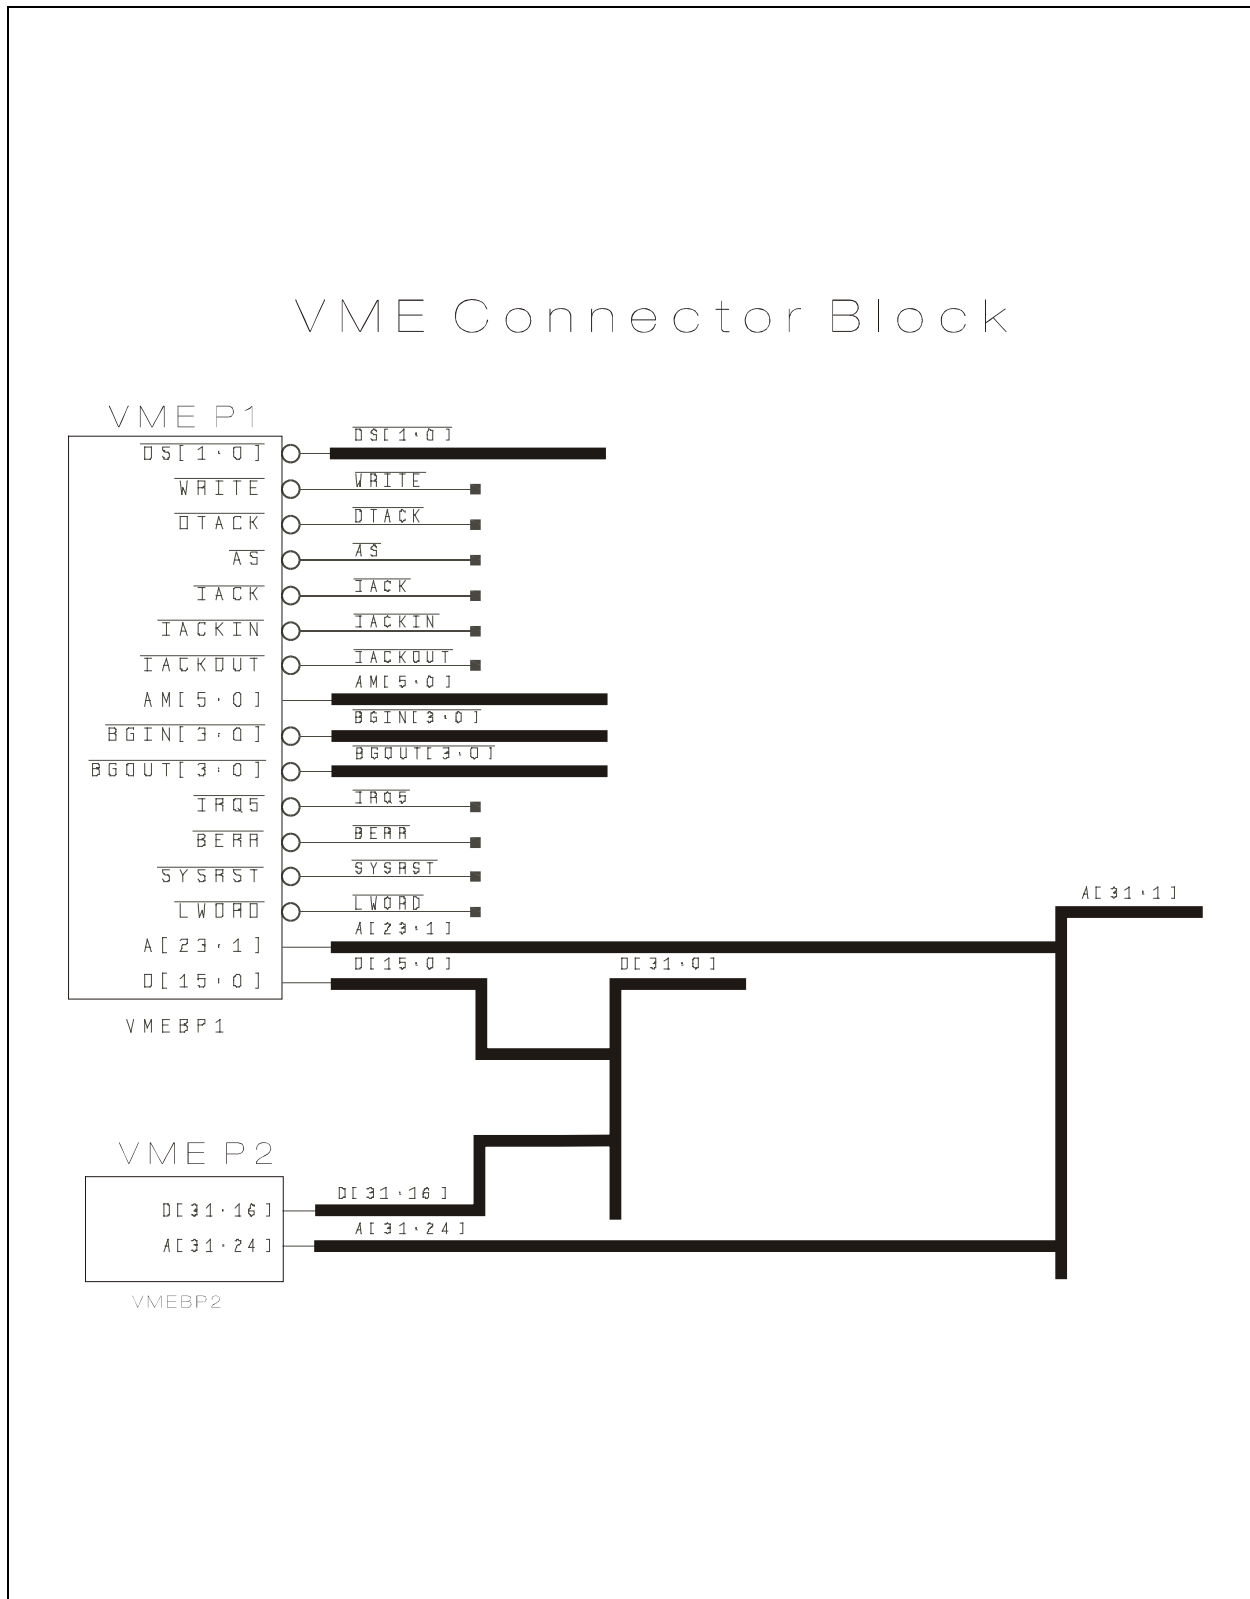 VME Connector Block
VME P1
DS[1:0] DS[1:0]
WRITE WRITE
DTACK DTACK
AS AS
IACK IACK
IACKIN IACKIN
IACKOUT IACKOUT
AM[5:0] AM[5:0]
BGIN[3:0] BGIN[3:0]
BGOUT[3:0] BGOUT[3:0]
IRQ5 IRQ5
BERR BERR
SYSRST SYSRST
LWORD LWORD
A[31:1]
A[23:1] A[23:1]
D[15:0] D[15:0] D[31:0]
VMEBP1
VME P2
D[31:16] D[31:16]
A[31:24] A[31:24]
VMEBP2